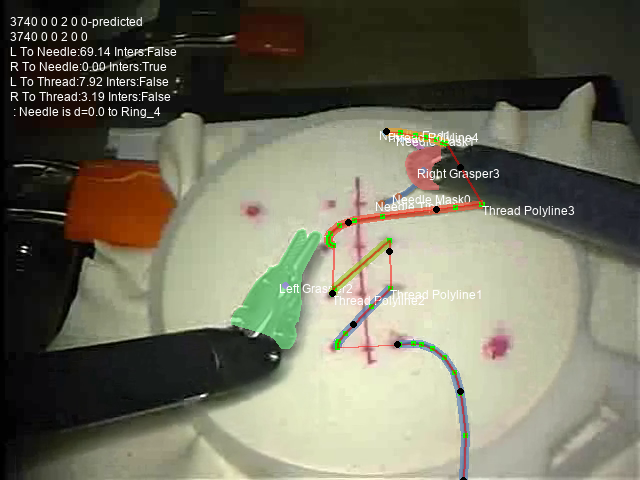 3740 0 0 2 0 0-predicted
3740 0 0 2 0 0
L To Needle:69.14 Inters:False
R To Needle:0.00 Inters:True
L To Thread:7.92 Inters:False
R To Thread:3.19 Inters:False
: Needle is d=0.0 to Ring_4
Right Grasper3
Needle Mask0
Thread Polyline3
Left Grasper2
Thread Polyline1
Thread Polyline2